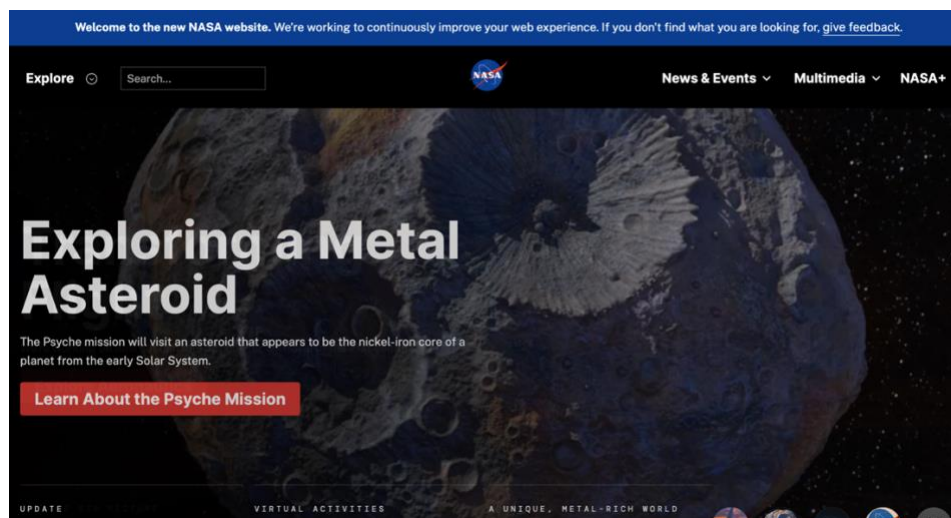 Welcome to the new NASA website. We're working to continuously improve your web experience. If you don't find what you are looking for, give feedback.
Explore
Search...
NASA
News & Events
Multimedia
NASA+
Exploring a Metal
Asteroid
The Psyche mission will visit an asteroid that appears to be the nickel-iron core of a
planet from the early Solar System.
Learn About the Psyche Mission
UPDATE
VIRTUAL ACTIVITIES
A UNIQUE, METAL-RICH WORLD